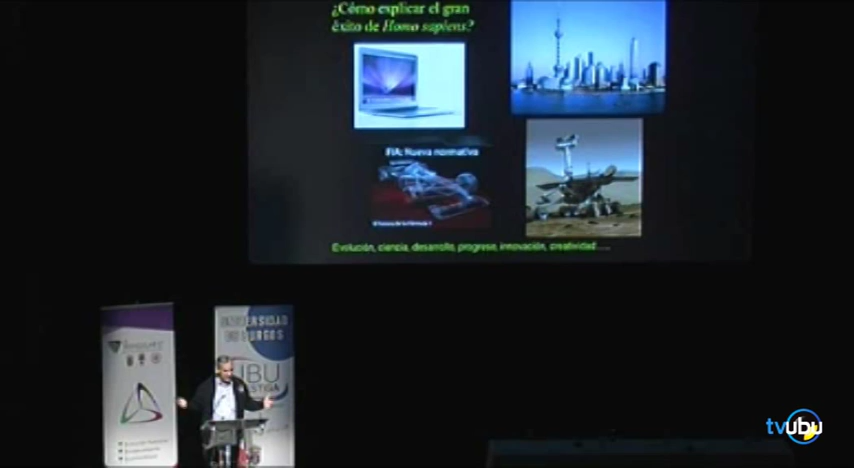 ¿Cómo explicar el gran
éxito de Homo sapiens?
FIA: Nueva normativa
Evolución, ciencia, desarrollo, progreso, innovación, creatividad.....
UNIVERSIDAD
DE BURGOS
UBU
tvubu